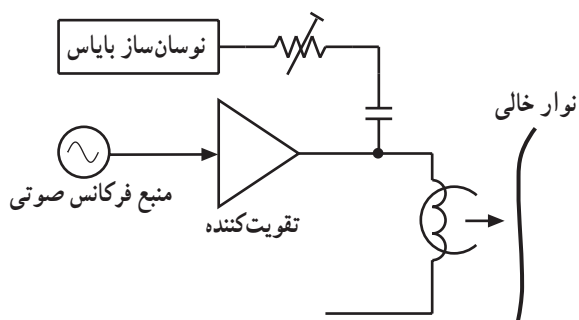 نوسان‌ساز بایاس
نوار خالی
منبع فرکانس صوتی
تقویت‌کننده